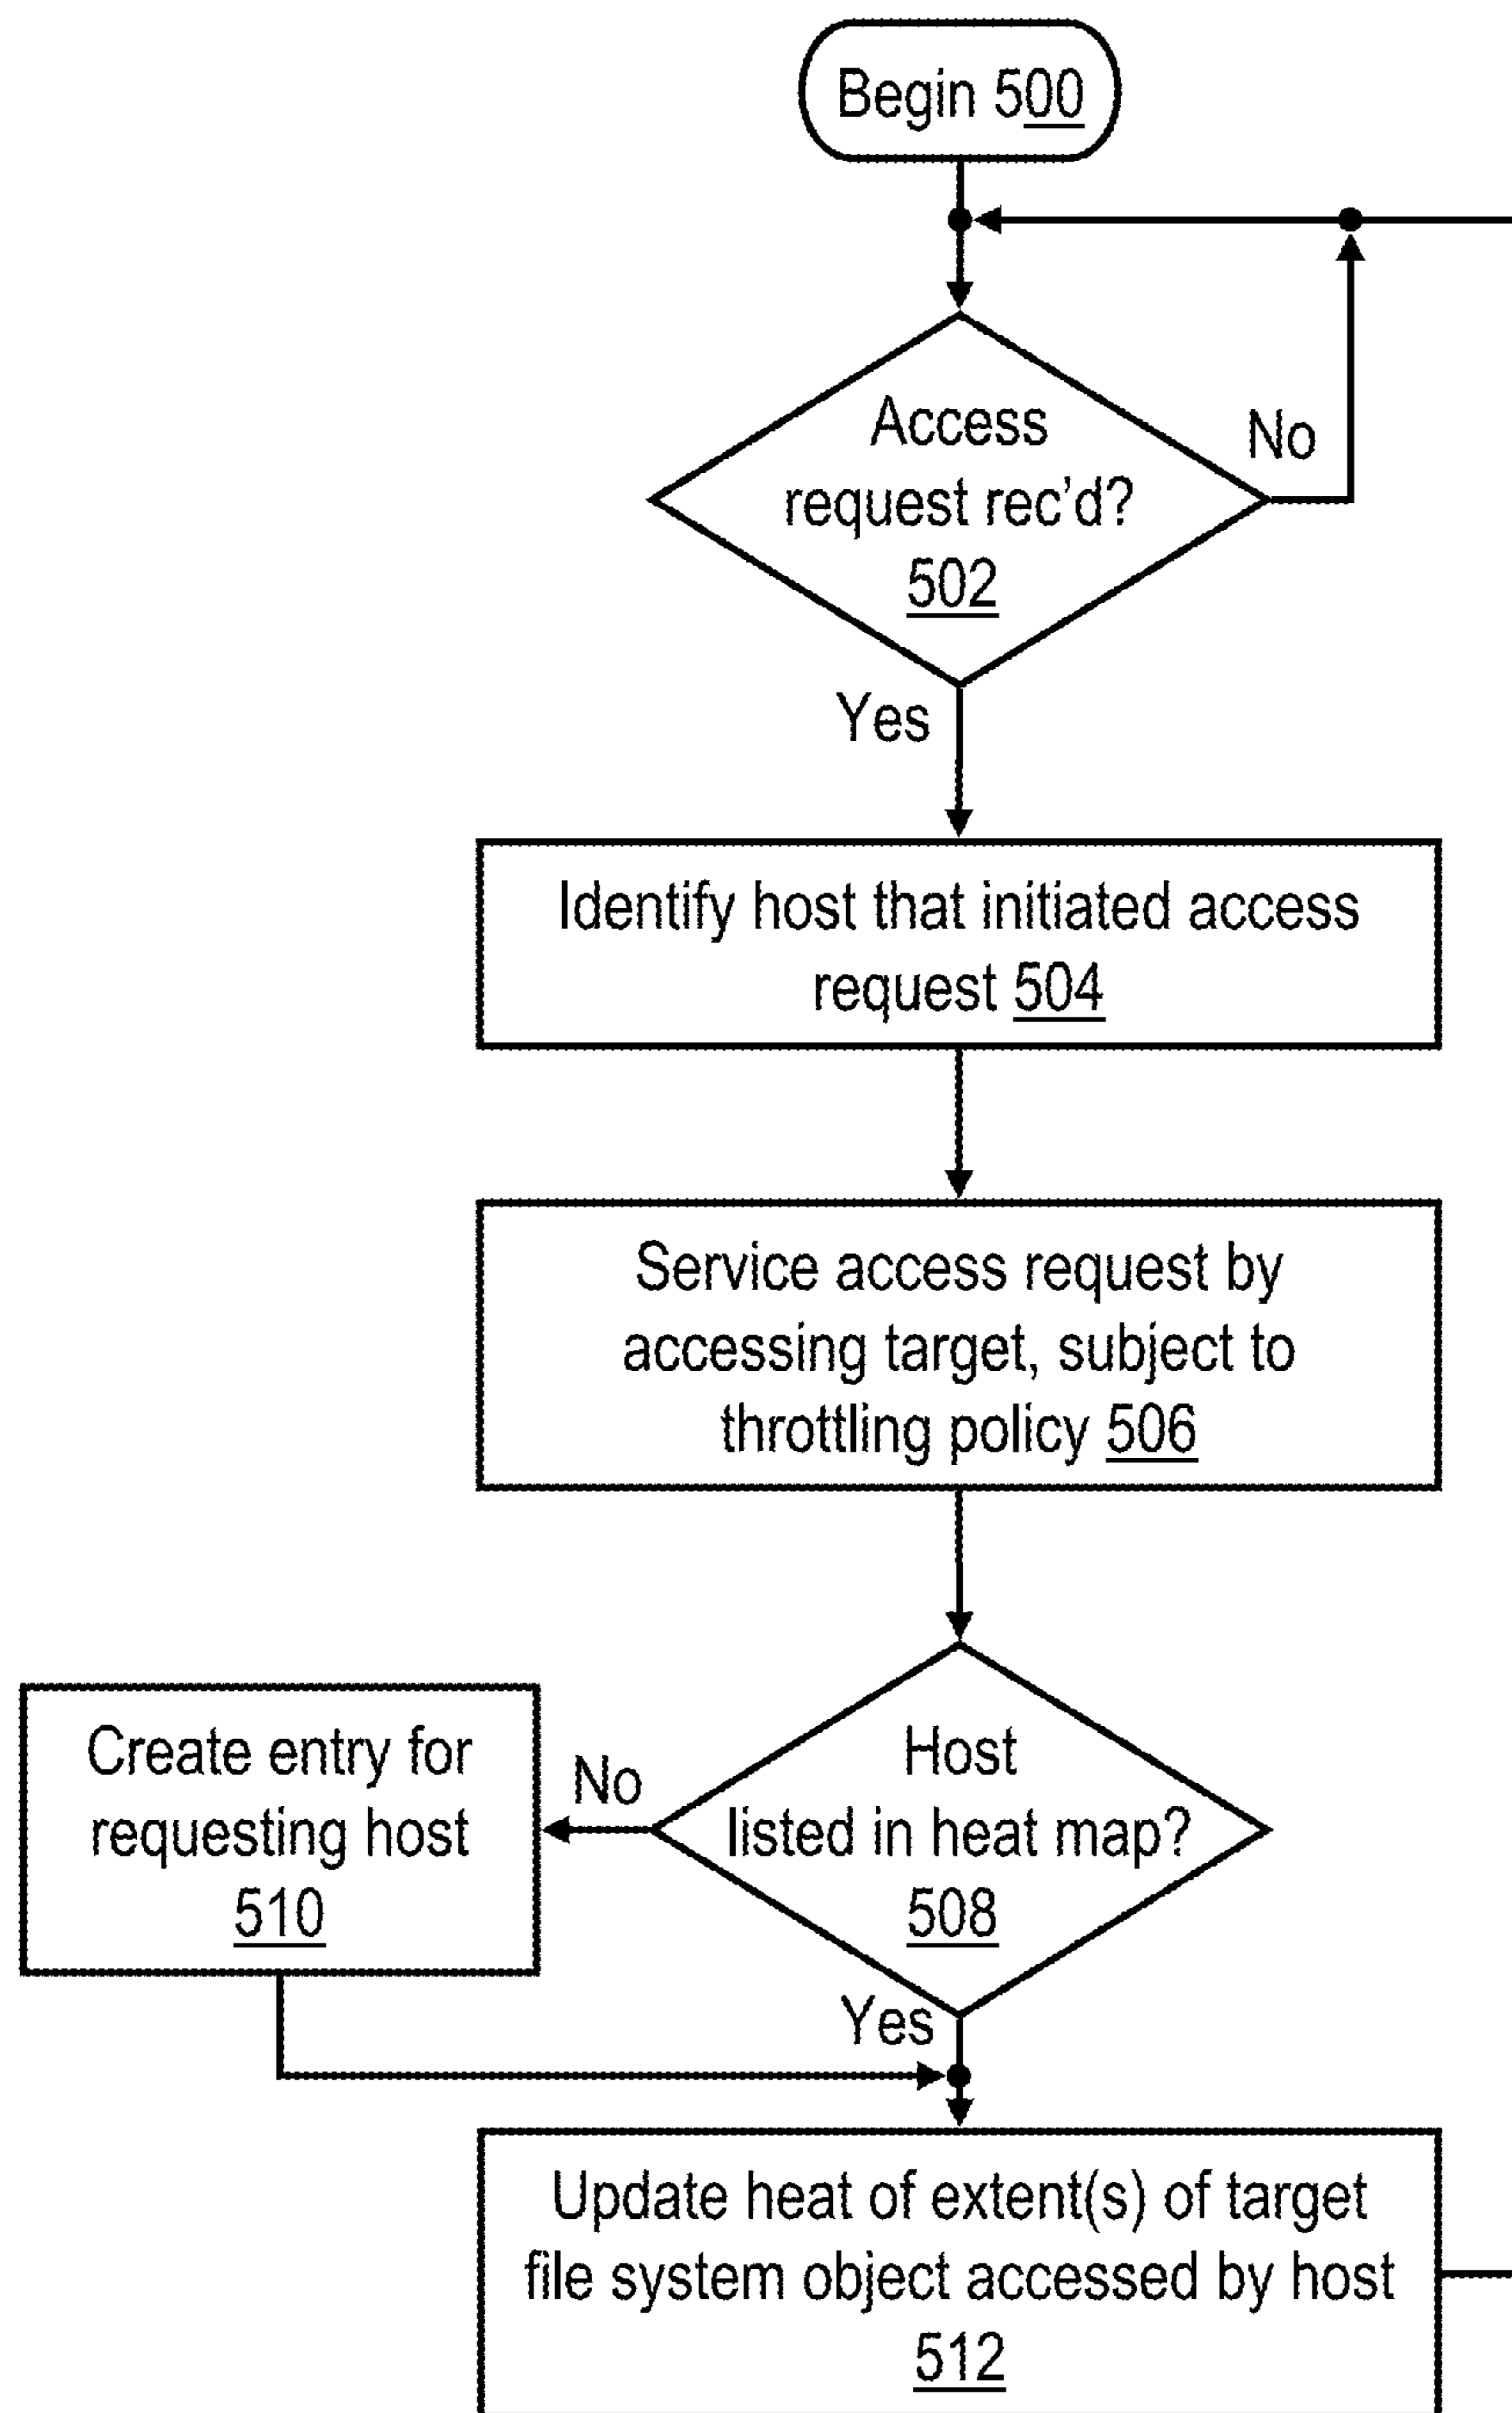 Begin 500
Access
request rec'd?
502
No
Yes
Identify host that initiated access
request 504
Service access request by
accessing target, subject to
throttling policy 506
Host
listed in heat map?
508
No
Create entry for
requesting host
510
Yes
Update heat of extent(s) of target
file system object accessed by host
512